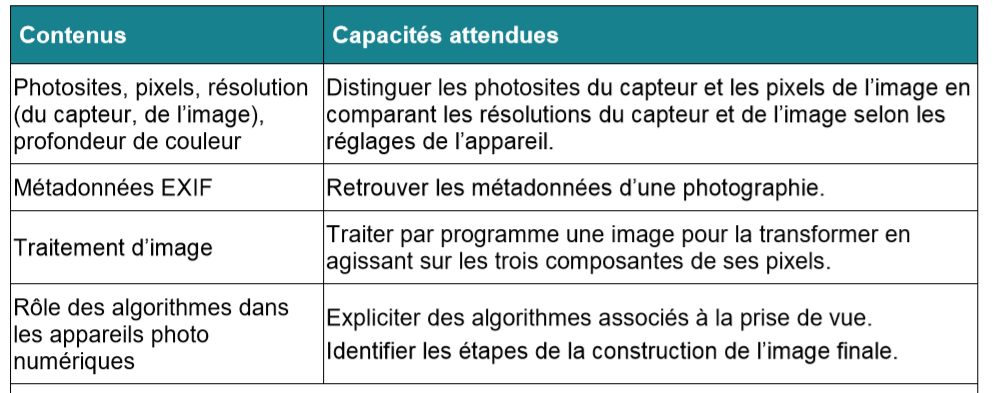 Contenus
Capacités attendues
Photosites, pixels, résolution
(du capteur, de l’image),
profondeur de couleur
Distinguer les photosites du capteur et les pixels de l’image en
comparant les résolutions du capteur et de l’image selon les
réglages de l’appareil.
Métadonnées EXIF
Retrouver les métadonnées d’une photographie.
Traitement d’image
Traiter par programme une image pour la transformer en
agissant sur les trois composantes de ses pixels.
Rôle des algorithmes dans
les appareils photo
numériques
Expliciter des algorithmes associés à la prise de vue.
Identifier les étapes de la construction de l’image finale.